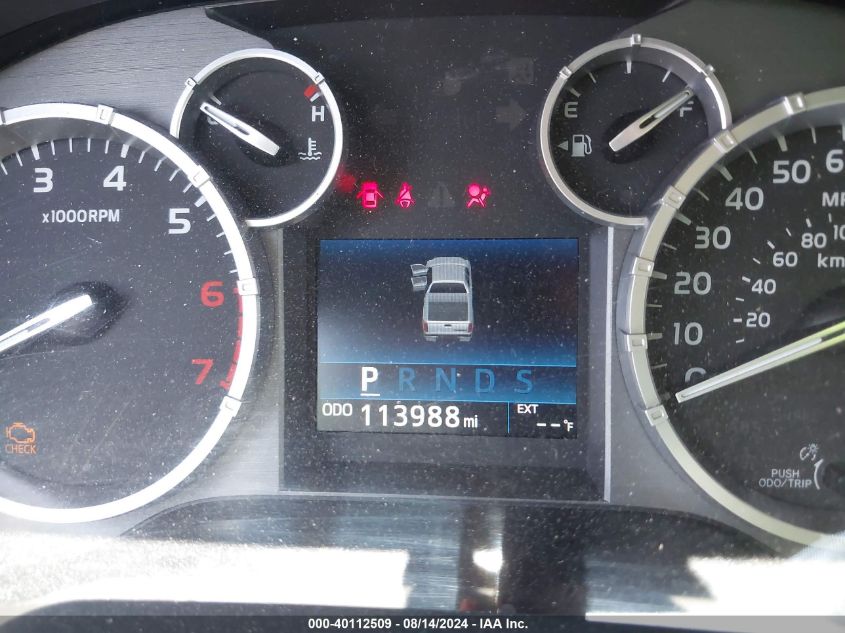 H
E
F
3
4
5
6
7
x1000RPM
CHECK
P R N D S
ODO 113988 mi
EXT
-- °F
50
40
30
20
10
0
80
60
40
20
km
PUSH
ODO/TRIP
000-40112509 - 08/14/2024 - IAA Inc.